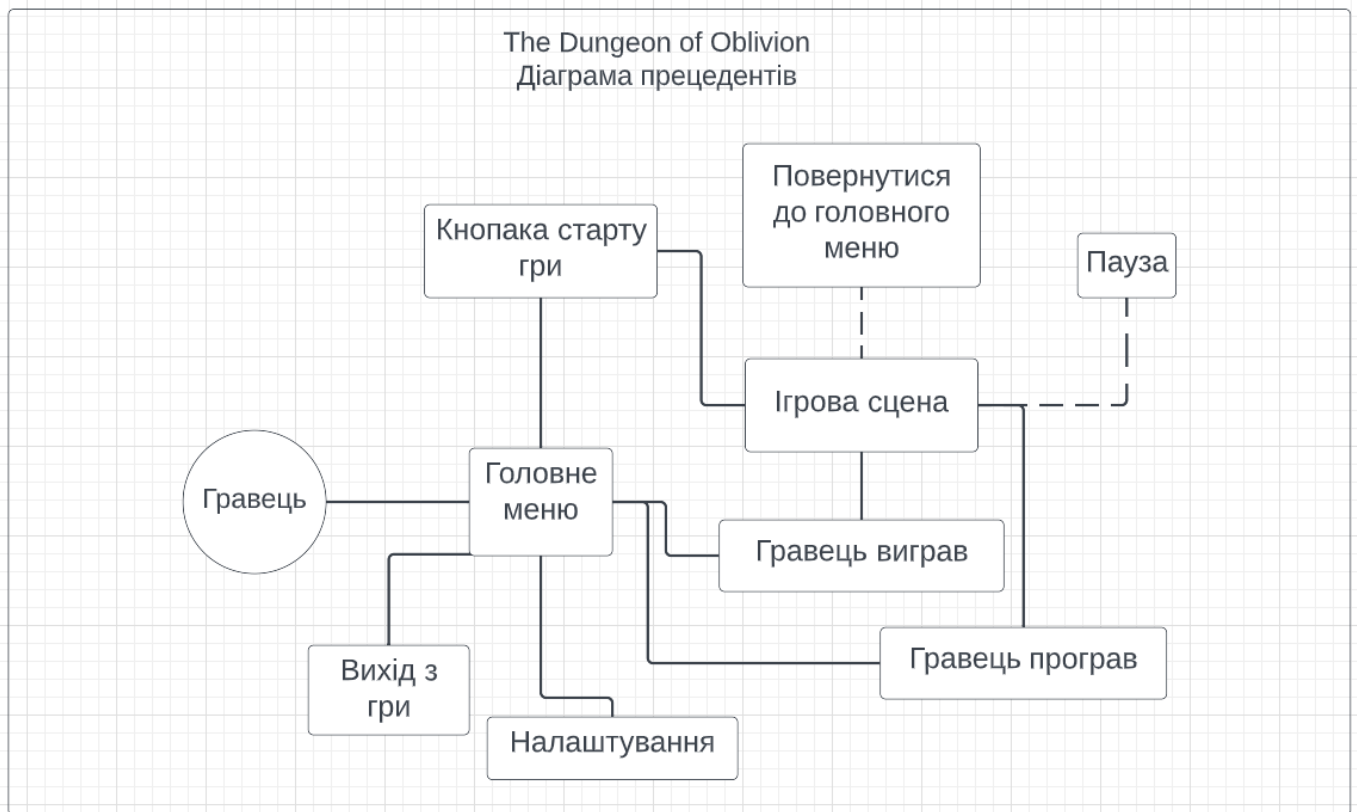 The Dungeon of Oblivion
Діаграма прецедентів
Повернутися
до головного
меню
Кнопака старту
гри
Пауза
Ігрова сцена
Головне
меню
Гравець
Гравець виграв
Гравець програв
Вихід з
гри
Налаштування